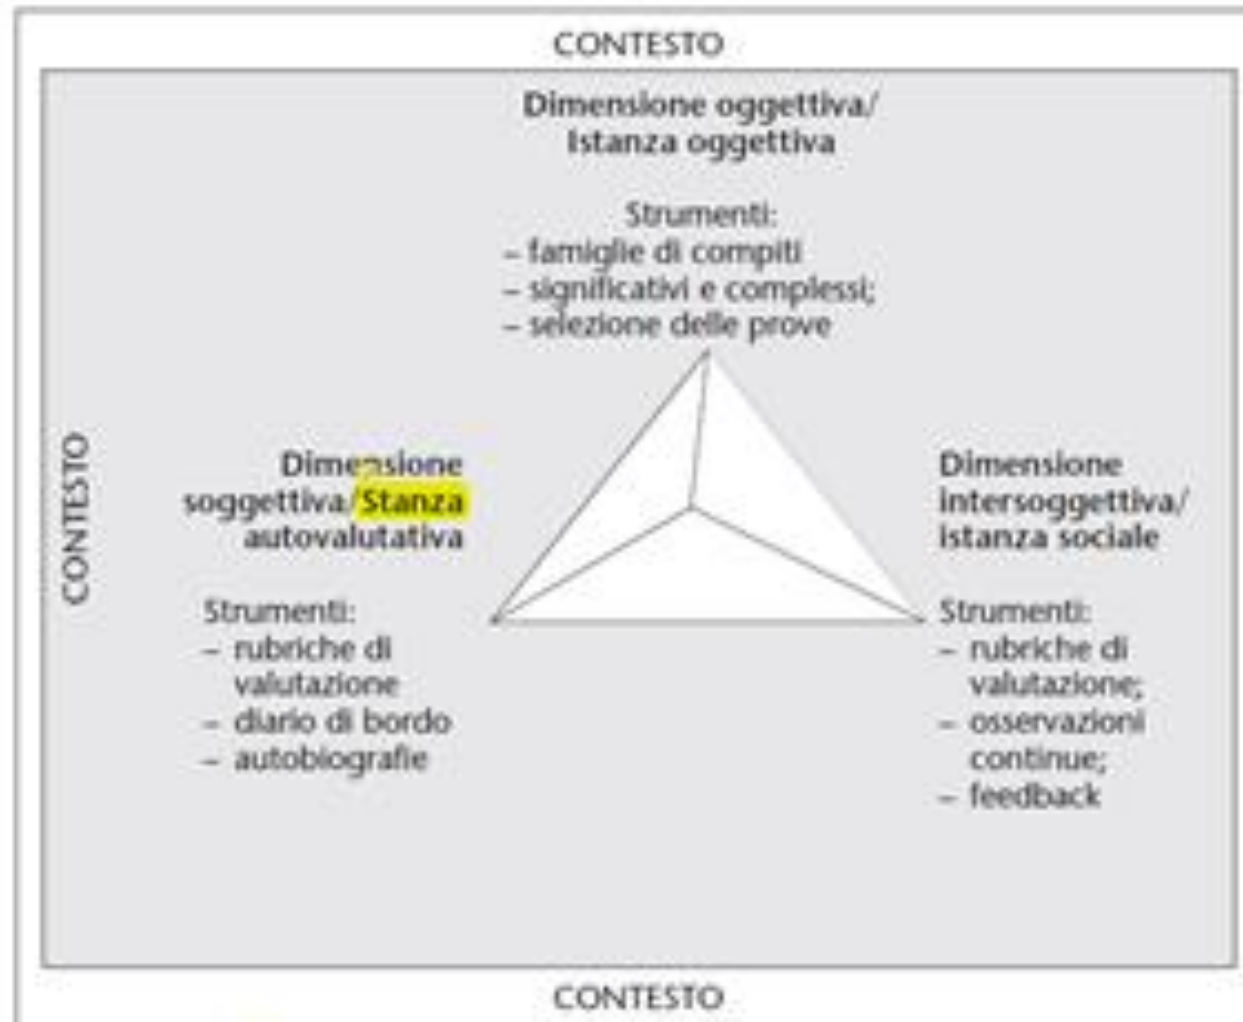 CONTESTO
Dimensione oggettiva/
Istanza oggettiva
Strumenti:
– famiglie di compiti
– significativi e complessi;
– selezione delle prove
CONTESTO
Dimensione
soggettiva/Stanza
autovalutativa
Strumenti:
– rubriche di
valutazione
– diario di bordo
– autobiografie
Dimensione
intersoggettiva/
istanza sociale
Strumenti:
– rubriche di
valutazione;
– osservazioni
continue;
– feedback
CONTESTO